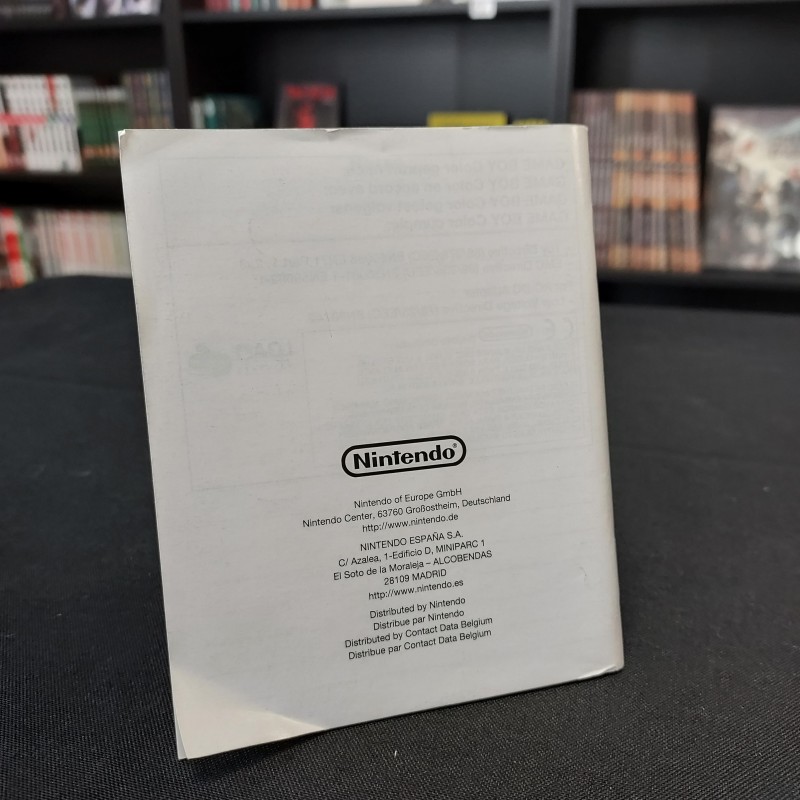 Nintendo®
Nintendo of Europe GmbH
Nintendo Center, 63760 Großostheim, Deutschland
http://www.nintendo.de
NINTENDO ESPAÑA S.A.
C/ Azalea, 1-Edificio D, MINIPARC 1
El Soto de la Moraleja – ALCOBENDAS
28109 MADRID
http://www.nintendo.es
Distributed by Nintendo
Distribue par Nintendo
Distributed by Contact Data Belgium
Distribue par Contact Data Belgium